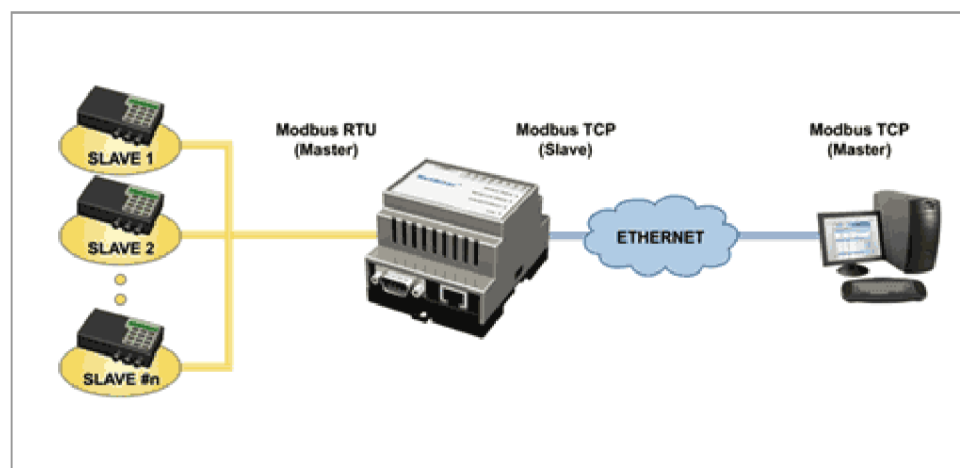 Modbus RTU
(Master)
Modbus TCP
(Slave)
Modbus TCP
(Master)
SLAVE 1
SLAVE 2
SLAVE #n
ETHERNET